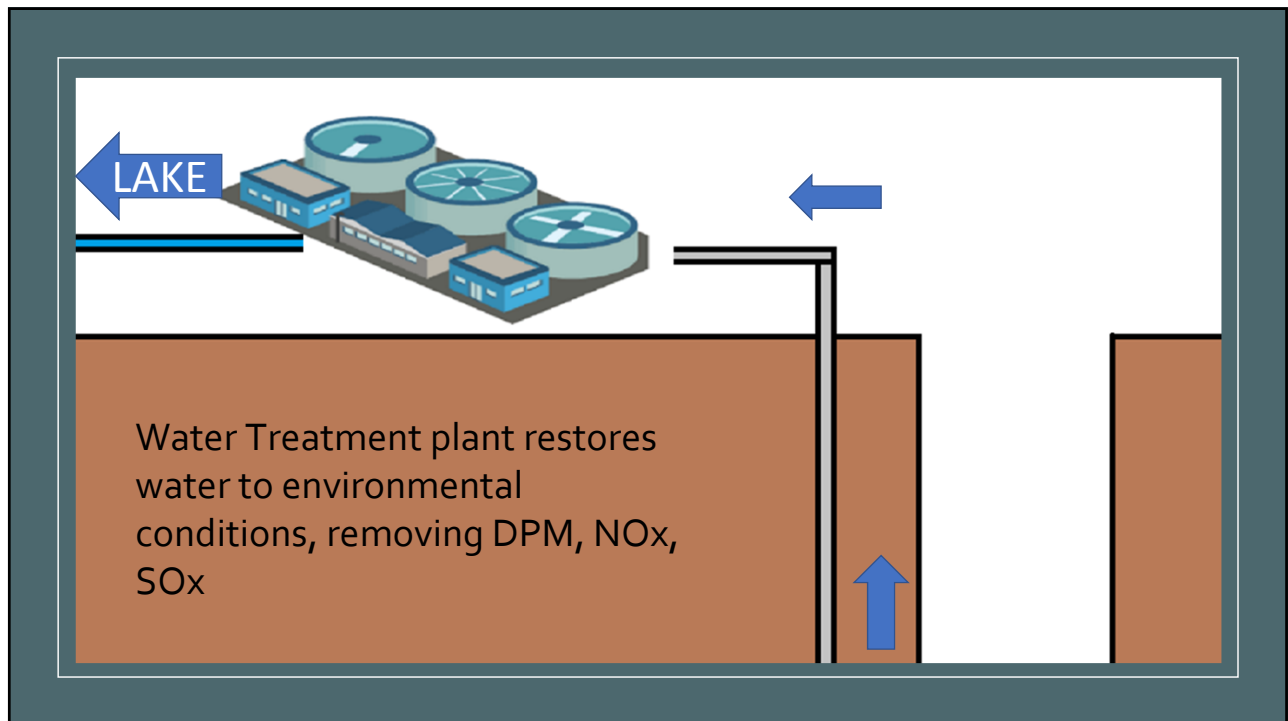 LAKE
Water Treatment plant restores
water to environmental
conditions, removing DPM, NOx,
SOx